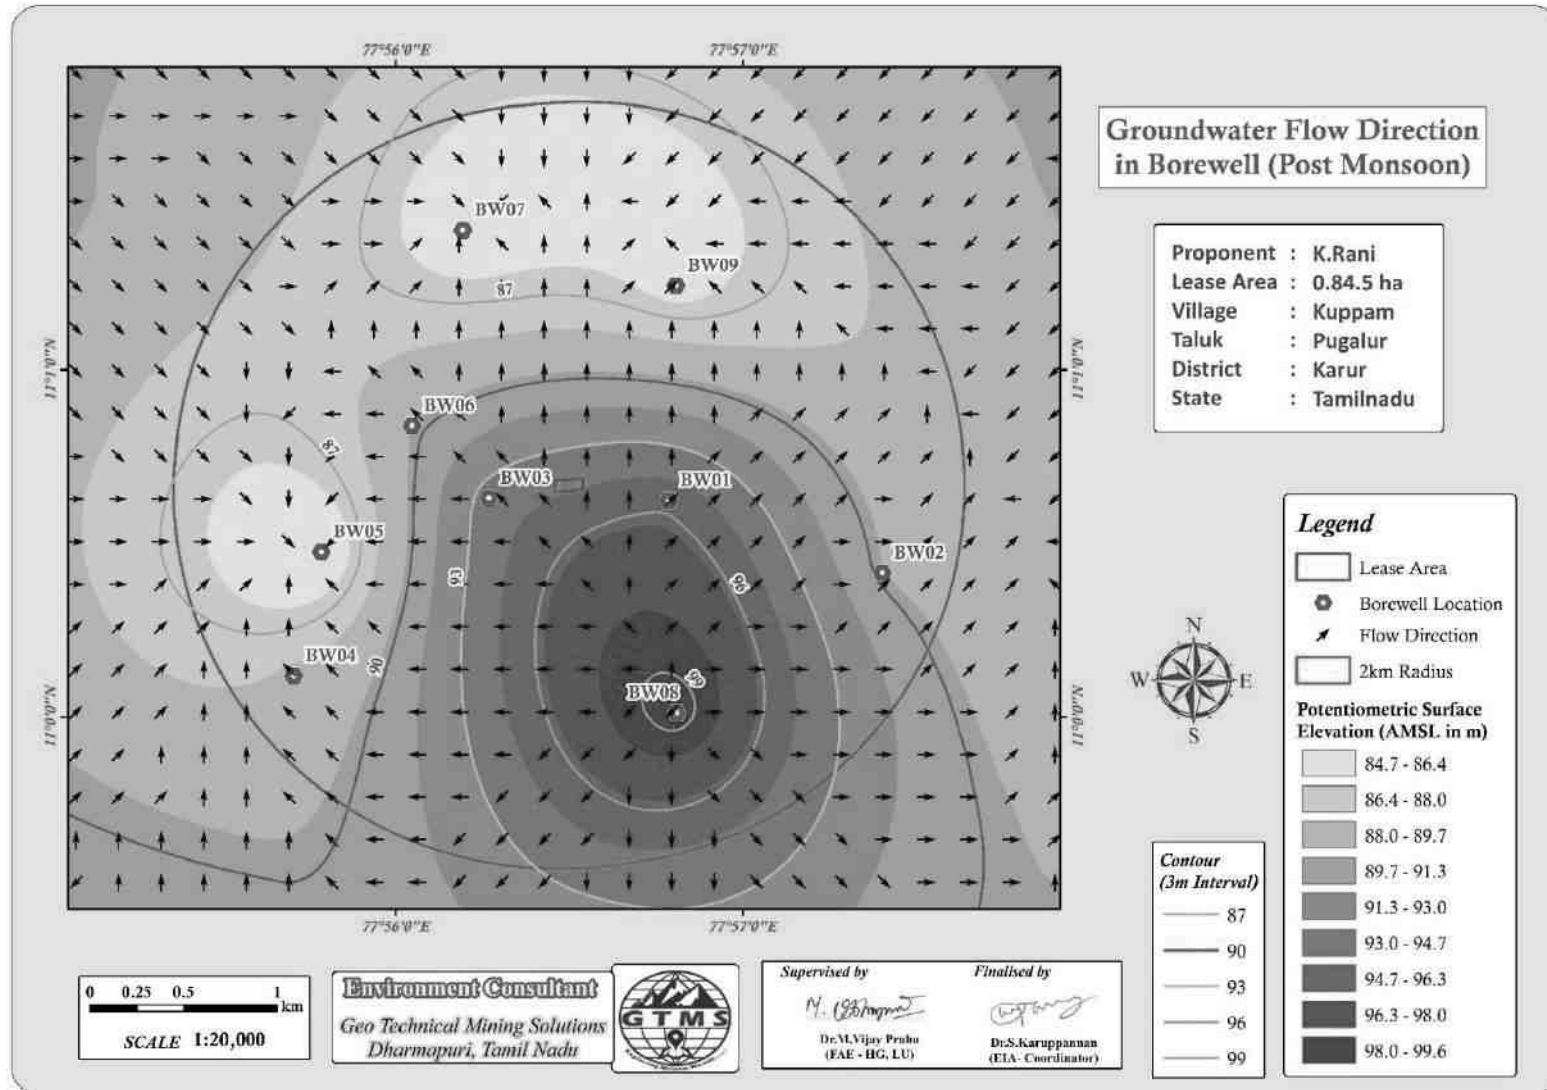 77°56'0"E
77°57'0"E
11°1'0"N
11°0'0"N
11°1'0"N
11°0'0"N
77°56'0"E
77°57'0"E
BW07
BW09
87
BW06
87
BW03
BW01
BW05
BW02
93
96
BW04
90
99
BW08
Groundwater Flow Direction
in Borewell (Post Monsoon)
Proponent : K.Rani
Lease Area : 0.84.5 ha
Village : Kuppam
Taluk : Pugalur
District : Karur
State : Tamilnadu
Legend
Lease Area
Borewell Location
Flow Direction
2km Radius
Potentiometric Surface
Elevation (AMSL in m)
84.7 - 86.4
86.4 - 88.0
88.0 - 89.7
89.7 - 91.3
91.3 - 93.0
93.0 - 94.7
94.7 - 96.3
96.3 - 98.0
98.0 - 99.6
N
W E
S
Contour
(3m Interval)
87
90
93
96
99
0 0.25 0.5 1
km
SCALE 1:20,000
Environment Consultant
Geo Technical Mining Solutions
Dharmapuri, Tamil Nadu
GTMS
Supervised by
Dr.M.Vijay Prabu
(FAE - HG, LU)
Finalised by
Dr.S.Karuppannan
(EIA- Coordinator)